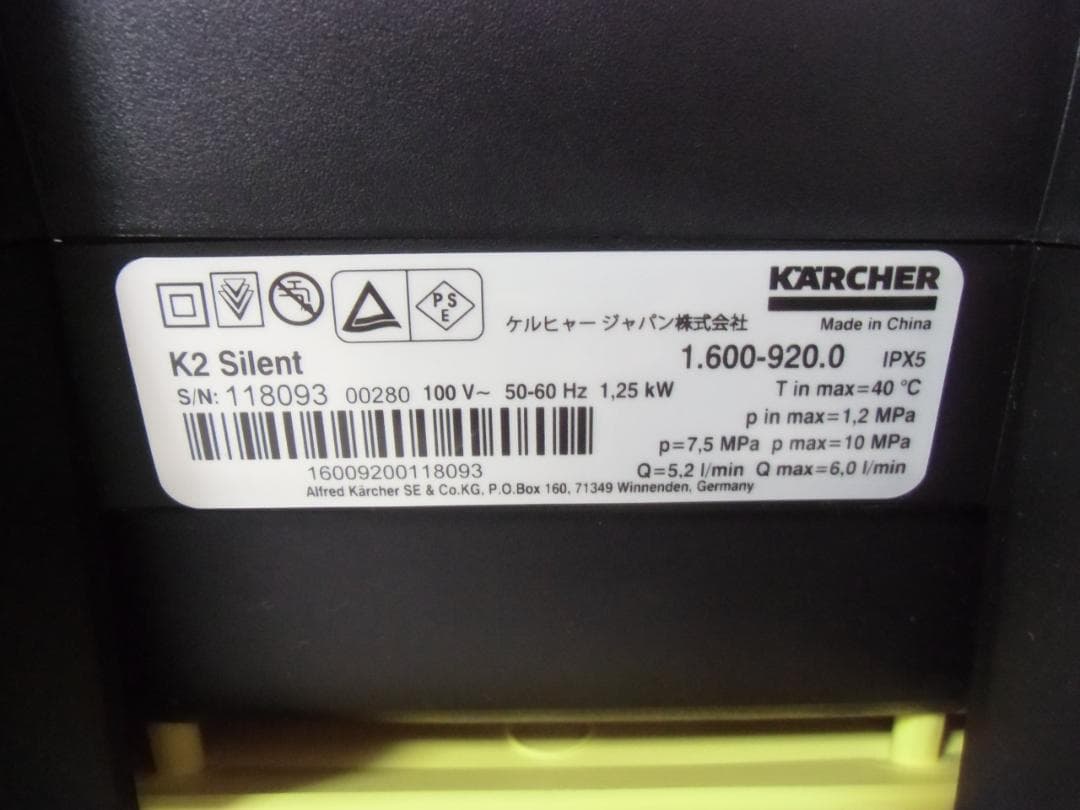 PSE
KÄRCHER
ケルヒャー ジャパン株式会社
Made in China
K2 Silent
1.600-920.0 IPX5
S/N: 118093 00280 100 V~ 50-60 Hz 1,25 kW
T in max=40 °C
p in max=1,2 MPa
p=7,5 MPa p max=10 MPa
16009200118093
Q=5,2 l/min Q max=6,0 l/min
Alfred Kärcher SE & Co.KG, P.O.Box 160, 71349 Winnenden, Germany